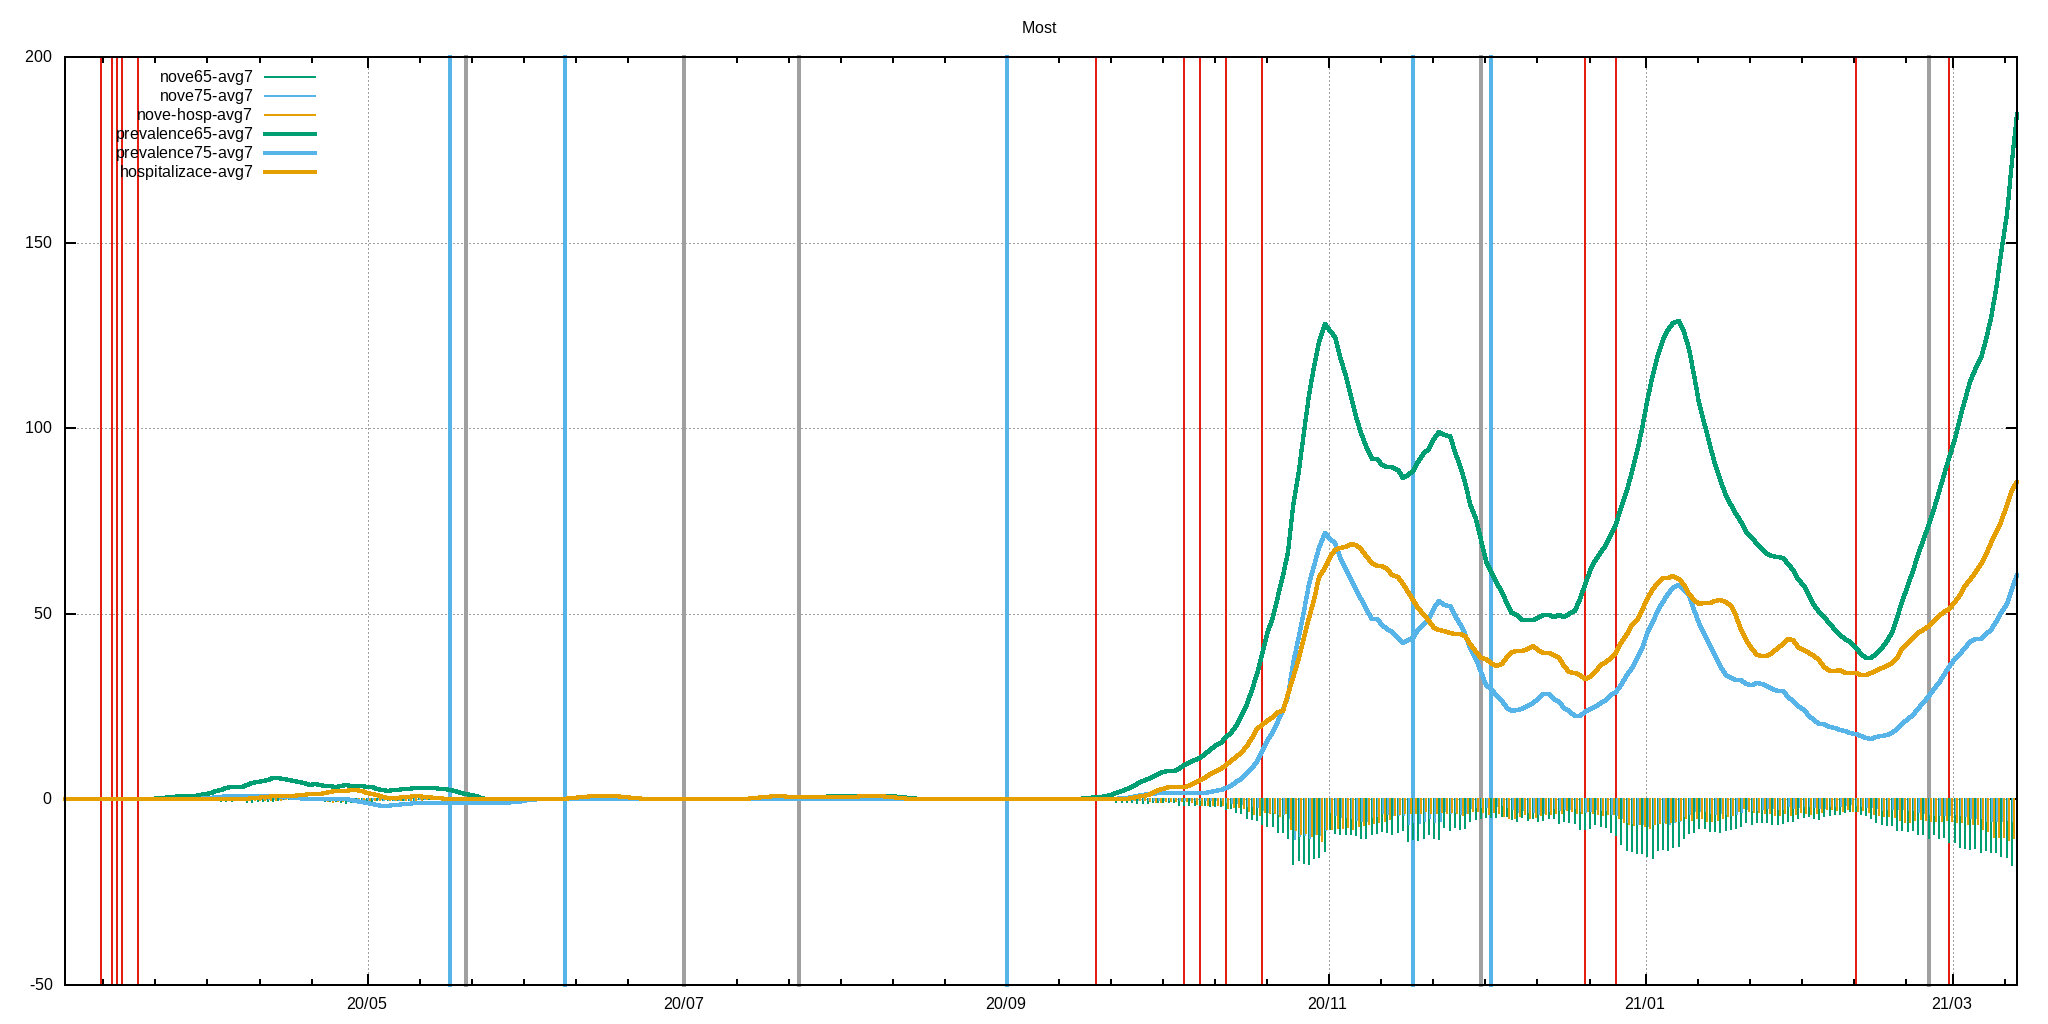 Most
200
nove65-avg7
nove75-avg7
nove-hosp-avg7
prevalence65-avg7
prevalence75-avg7
hospitalizace-avg7
150
100
50
0
-50
20/05 20/07 20/09 20/11 21/01 21/03